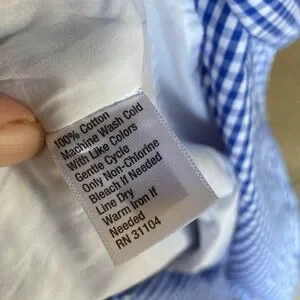 100% Cotton
Machine Wash Cold
With Like Colors
Gentle Cycle
Only Non-Chlorine
Bleach If Needed
Line Dry
Warm Iron If
Needed
RN 31104